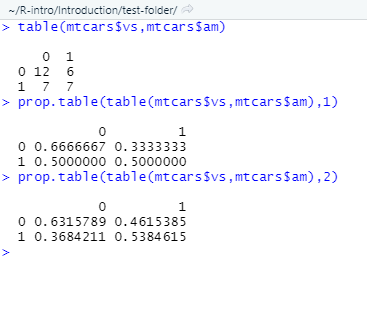 ~/R-intro/Introduction/test-folder/
> table(mtcars$vs,mtcars$am)
0 1
0 12 6
1 7 7
> prop.table(table(mtcars$vs,mtcars$am),1)
0 1
0 0.6666667 0.3333333
1 0.5000000 0.5000000
> prop.table(table(mtcars$vs,mtcars$am),2)
0 1
0 0.6315789 0.4615385
1 0.3684211 0.5384615
>